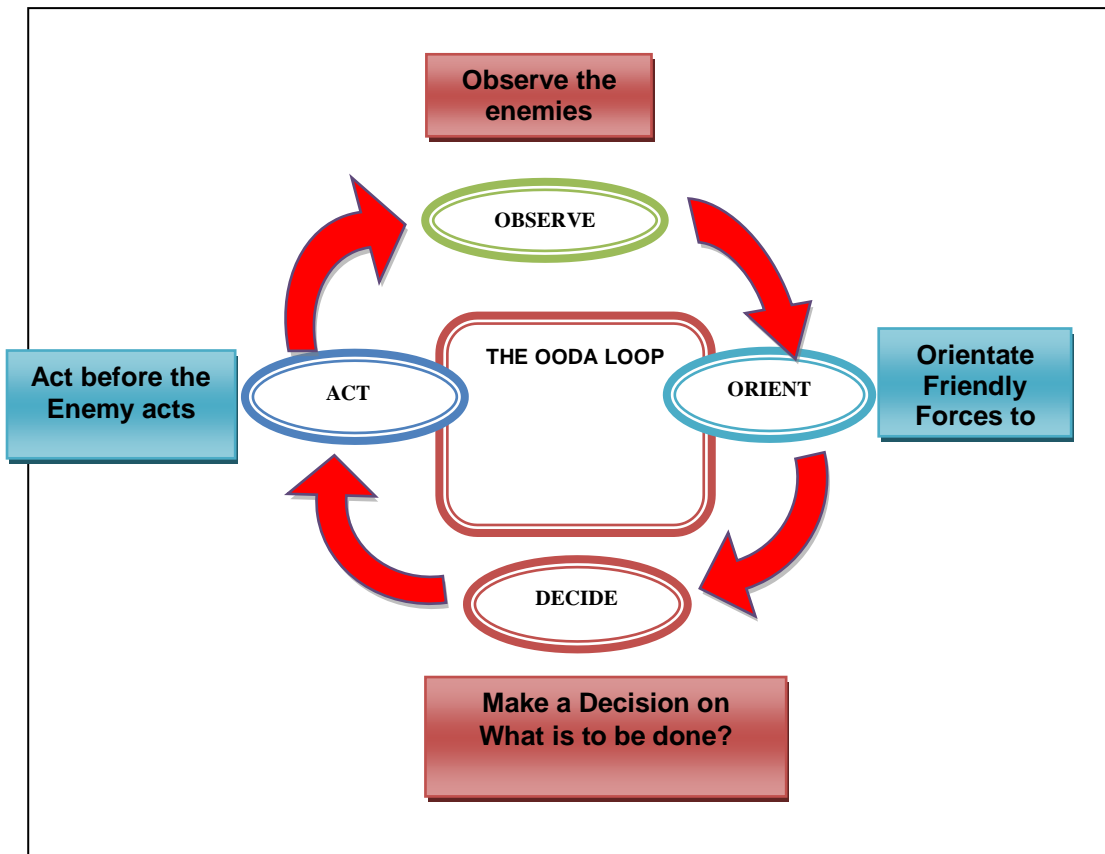 Observe the
enemies
OBSERVE
THE OODA LOOP
Act before the
Enemy acts
ACT
ORIENT
Orientate
Friendly
Forces to
DECIDE
Make a Decision on
What is to be done?